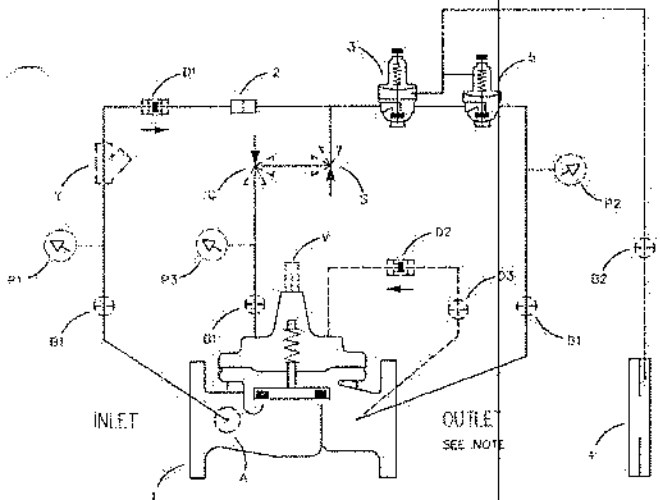 3
5
D1
2
Y
C
S
P2
P1
P3
V
D2
D3
B2
B1
B1
B1
INLET
OUTLET
SEE NOTE
1
A
4